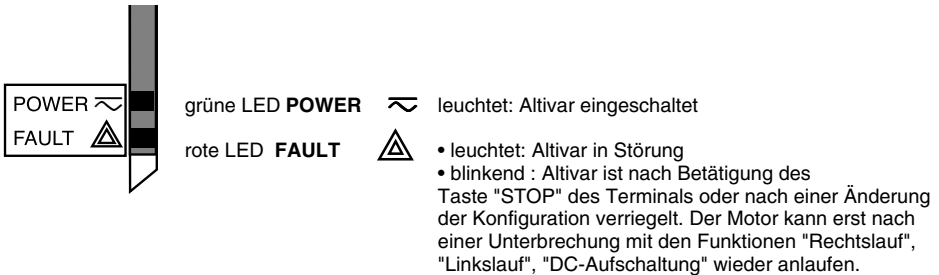 POWER
FAULT
grüne LED POWER leuchtet: Altivar eingeschaltet
rote LED FAULT • leuchtet: Altivar in Störung
• blinkend : Altivar ist nach Betätigung des
Taste "STOP" des Terminals oder nach einer Änderung
der Konfiguration verriegelt. Der Motor kann erst nach
einer Unterbrechung mit den Funktionen "Rechtslauf",
"Linkslauf", "DC-Aufschaltung" wieder anlaufen.